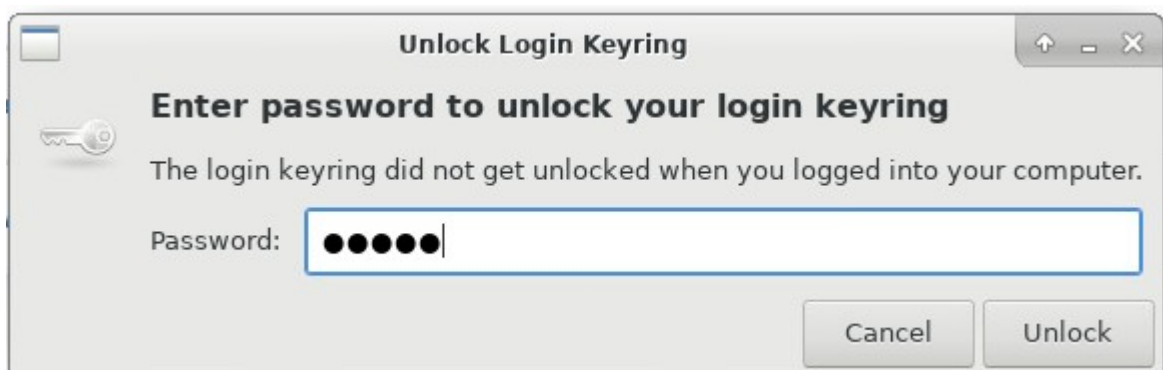 Unlock Login Keyring
Enter password to unlock your login keyring
The login keyring did not get unlocked when you logged into your computer.
Password: ●●●●●
Cancel Unlock